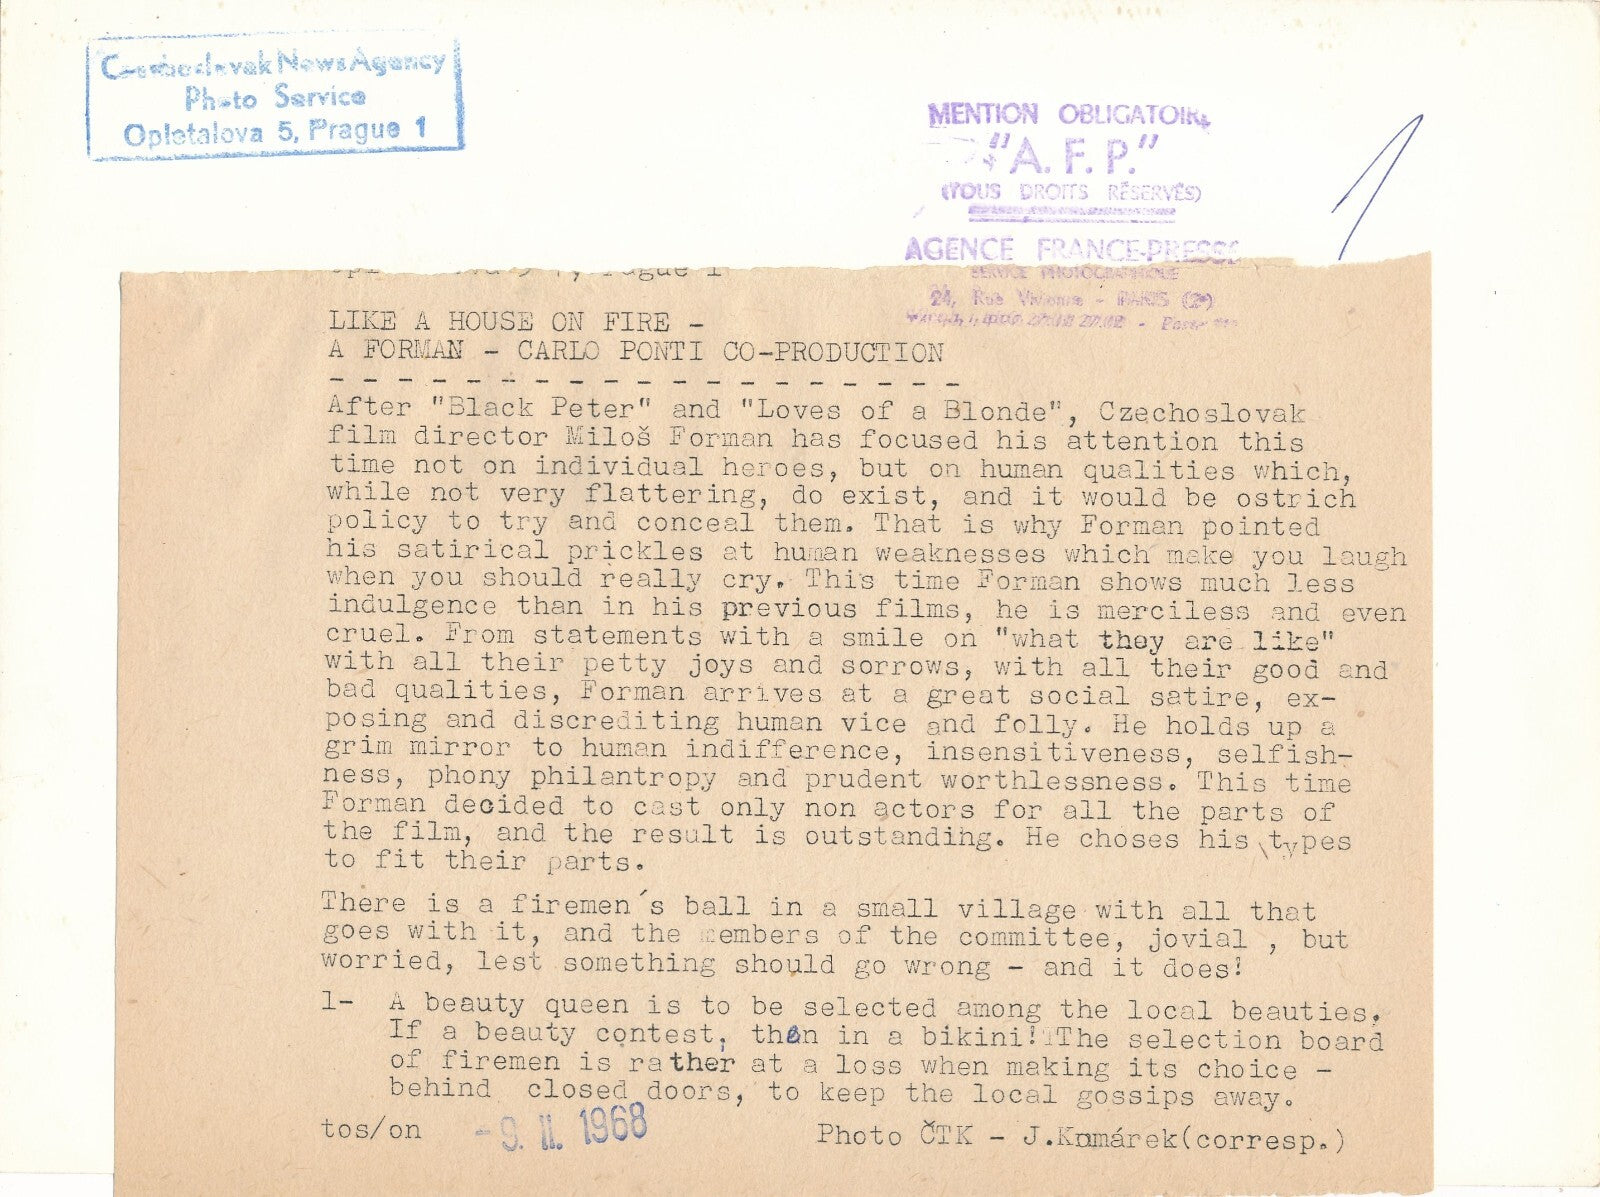 Czechoslovak News Agency
Photo Service
Opletalova 5, Prague 1
MENTION OBLIGATOIRE
"A. F. P."
(TOUS DROITS RÉSERVÉS)
AGENCE FRANCE-PRESSE
SERVICE PHOTOGRAPHIQUE
24, Rue Vivienne - PARIS (2e)
LIKE A HOUSE ON FIRE -
A FORMAN - CARLO PONTI CO-PRODUCTION
- - - - - - - - - - - - - - - - - - -
After "Black Peter" and "Loves of a Blonde", Czechoslovak
film director Miloš Forman has focused his attention this
time not on individual heroes, but on human qualities which,
while not very flattering, do exist, and it would be ostrich
policy to try and conceal them. That is why Forman pointed
his satirical prickles at human weaknesses which make you laugh
when you should really cry. This time Forman shows much less
indulgence than in his previous films, he is merciless and even
cruel. From statements with a smile on "what they are like"
with all their petty joys and sorrows, with all their good and
bad qualities, Forman arrives at a great social satire, ex-
posing and discrediting human vice and folly. He holds up a
grim mirror to human indifference, insensitiveness, selfish-
ness, phony philantropy and prudent worthlessness. This time
Forman decided to cast only non actors for all the parts of
the film, and the result is outstanding. He choses his types
to fit their parts.
There is a firemen´s ball in a small village with all that
goes with it, and the members of the committee, jovial , but
worried, lest something should go wrong - and it does!
1- A beauty queen is to be selected among the local beauties.
If a beauty contest, then in a bikini! The selection board
of firemen is rather at a loss when making its choice -
behind closed doors, to keep the local gossips away.
tos/on -9. II. 1968 Photo ČTK - J.Komárek(corresp.)